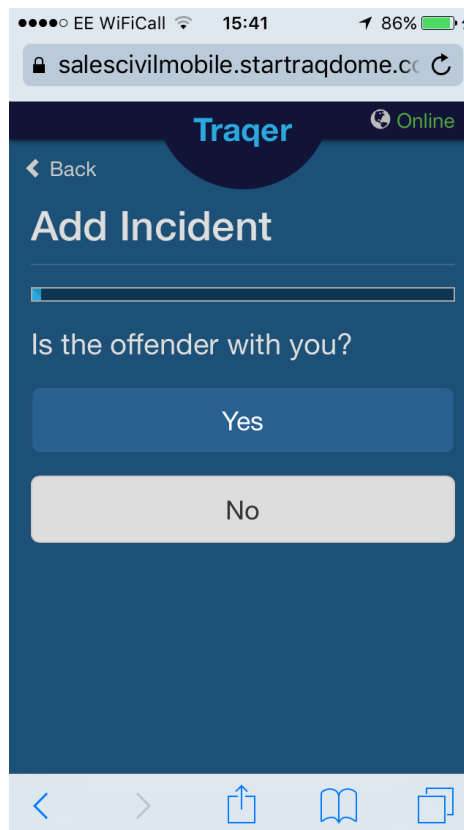 EE WiFiCall 15:41 86%
salescivilmobile.startraqdome.c
Traqer
Online
Back
Add Incident
Is the offender with you?
Yes
No